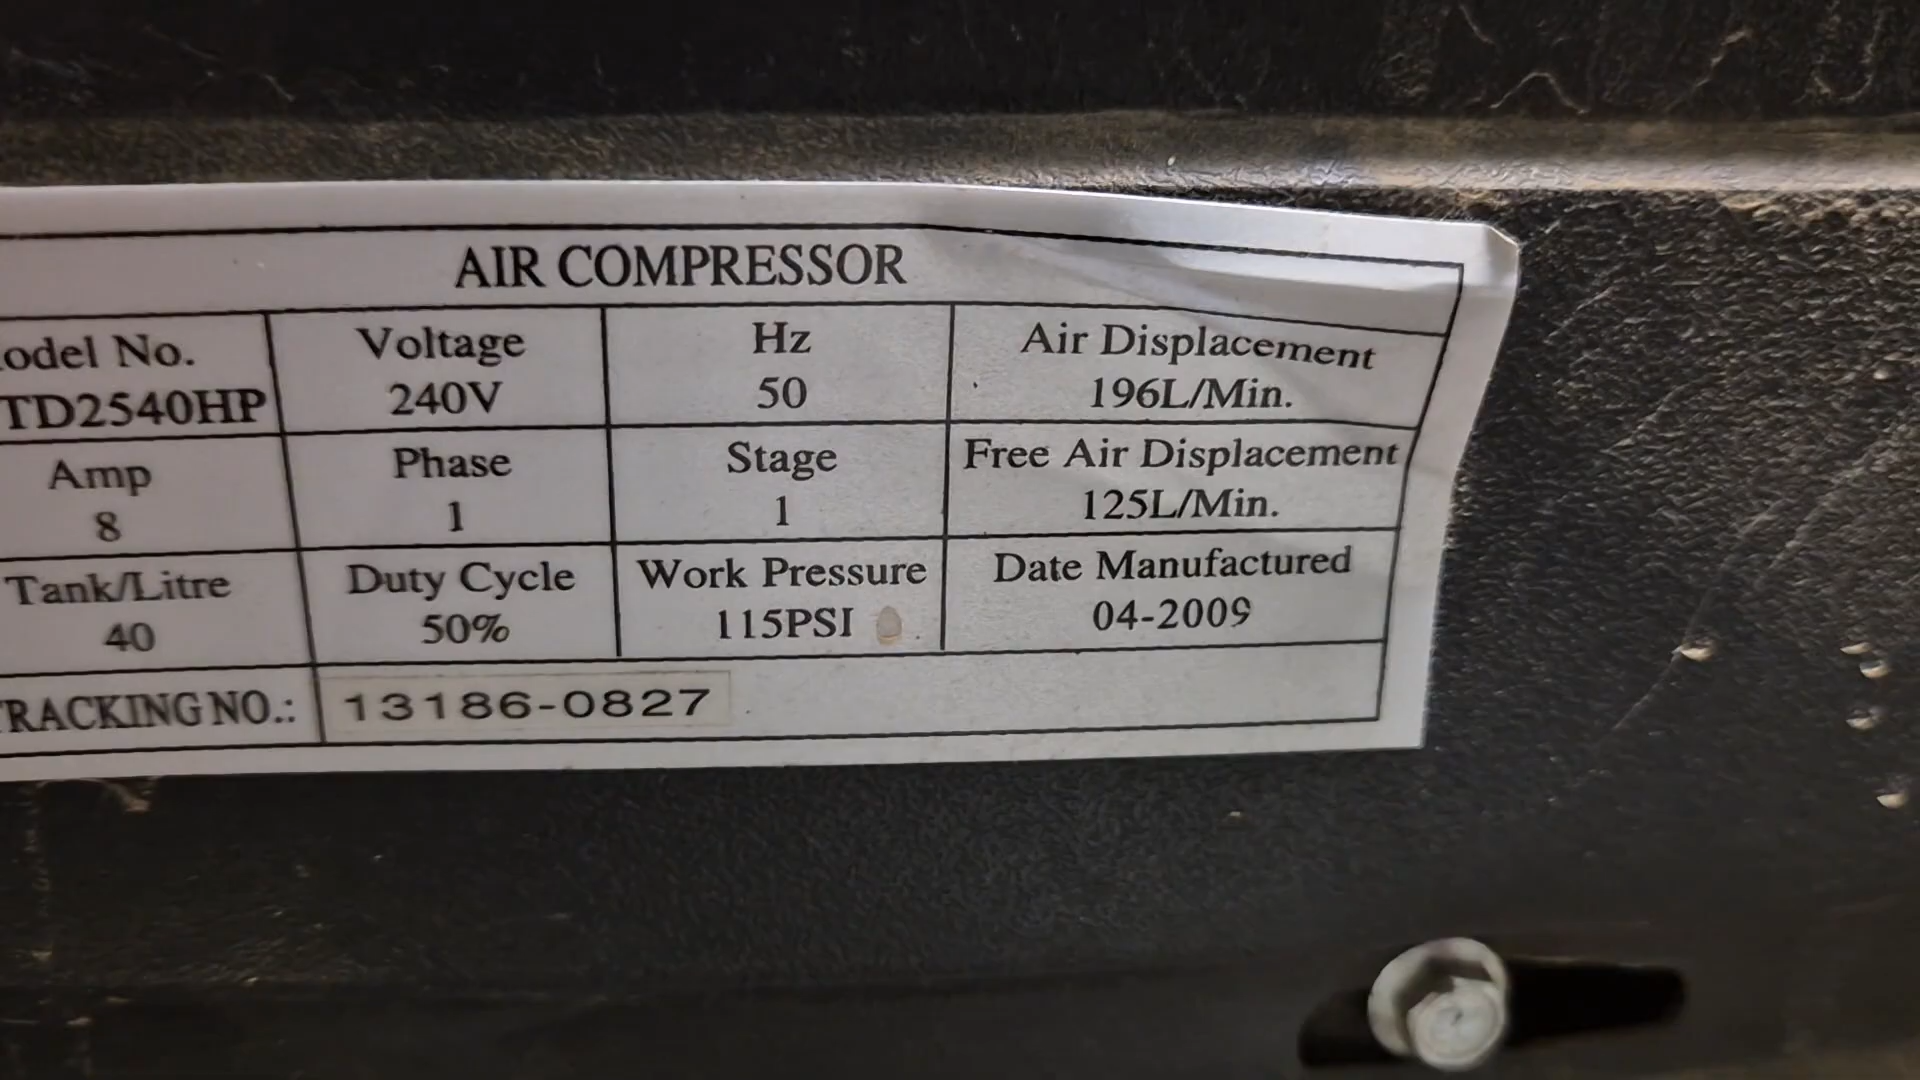 AIR COMPRESSOR
odel No. Voltage Hz Air Displacement
TD2540HP 240V 50 196L/Min.
Amp Phase Stage Free Air Displacement
8 1 1 125L/Min.
Tank/Litre Duty Cycle Work Pressure Date Manufactured
40 50% 115PSI 04-2009
RACKING NO.: 13186-0827